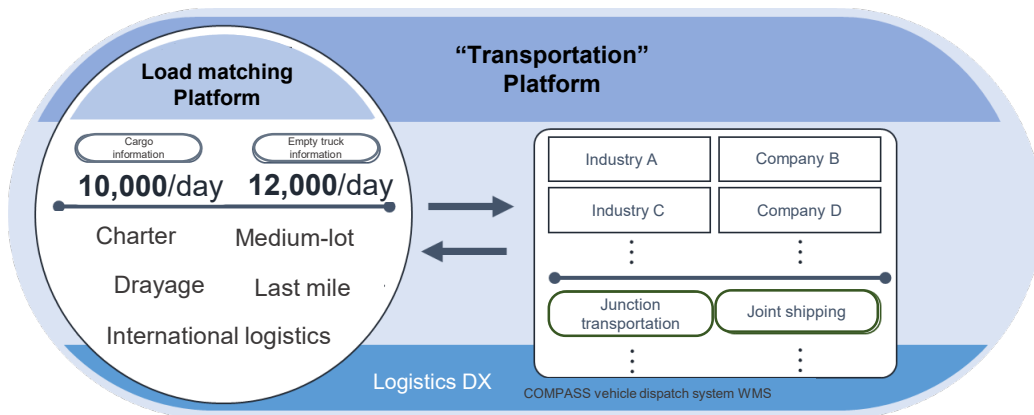 “Transportation”
Platform
Load matching
Platform
Cargo
information
Empty truck
information
10,000/day
12,000/day
Charter
Medium-lot
Drayage
Last mile
International logistics
Industry A
Company B
Industry C
Company D
Junction
transportation
Joint shipping
Logistics DX
COMPASS vehicle dispatch system WMS